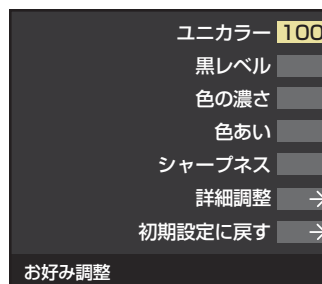 ユニカラー 100
黒レベル
色の濃さ
色あい
シャープネス
詳細調整 →
初期設定に戻す →
お好み調整